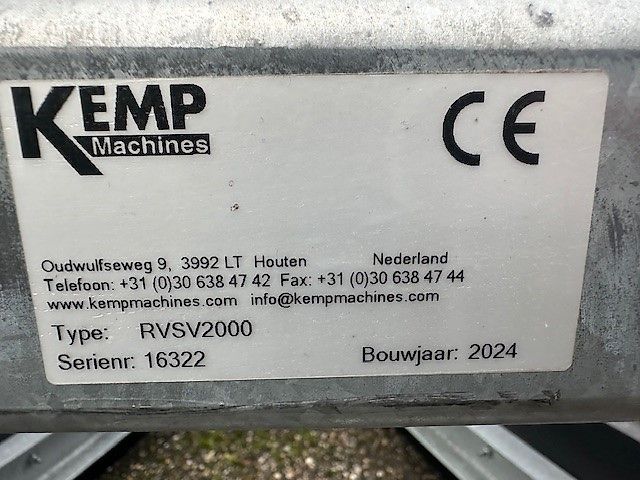 KEMP
Machines
CE
Oudwulfseweg 9, 3992 LT Houten Nederland
Telefoon: +31 (0)30 638 47 42 Fax: +31 (0)30 638 47 44
www.kempmachines.com info@kempmachines.com
Type: RVSV2000
Serienr: 16322 Bouwjaar: 2024